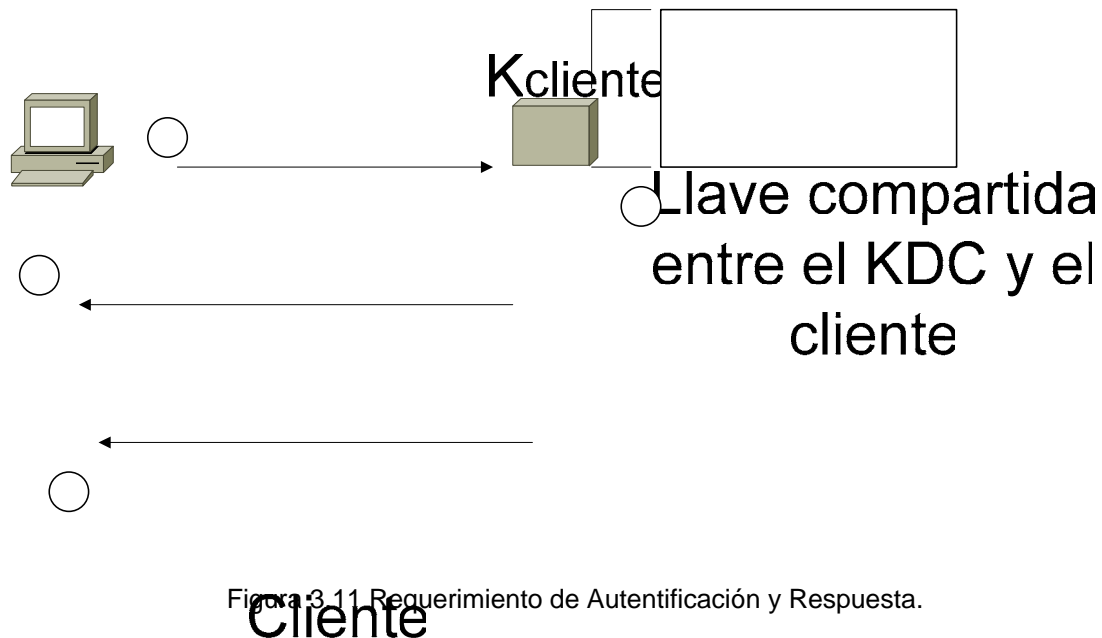 Kcliente
Llave compartida
entre el KDC y el
cliente
Figura 3.11 Requerimiento de Autentificación y Respuesta.
Cliente